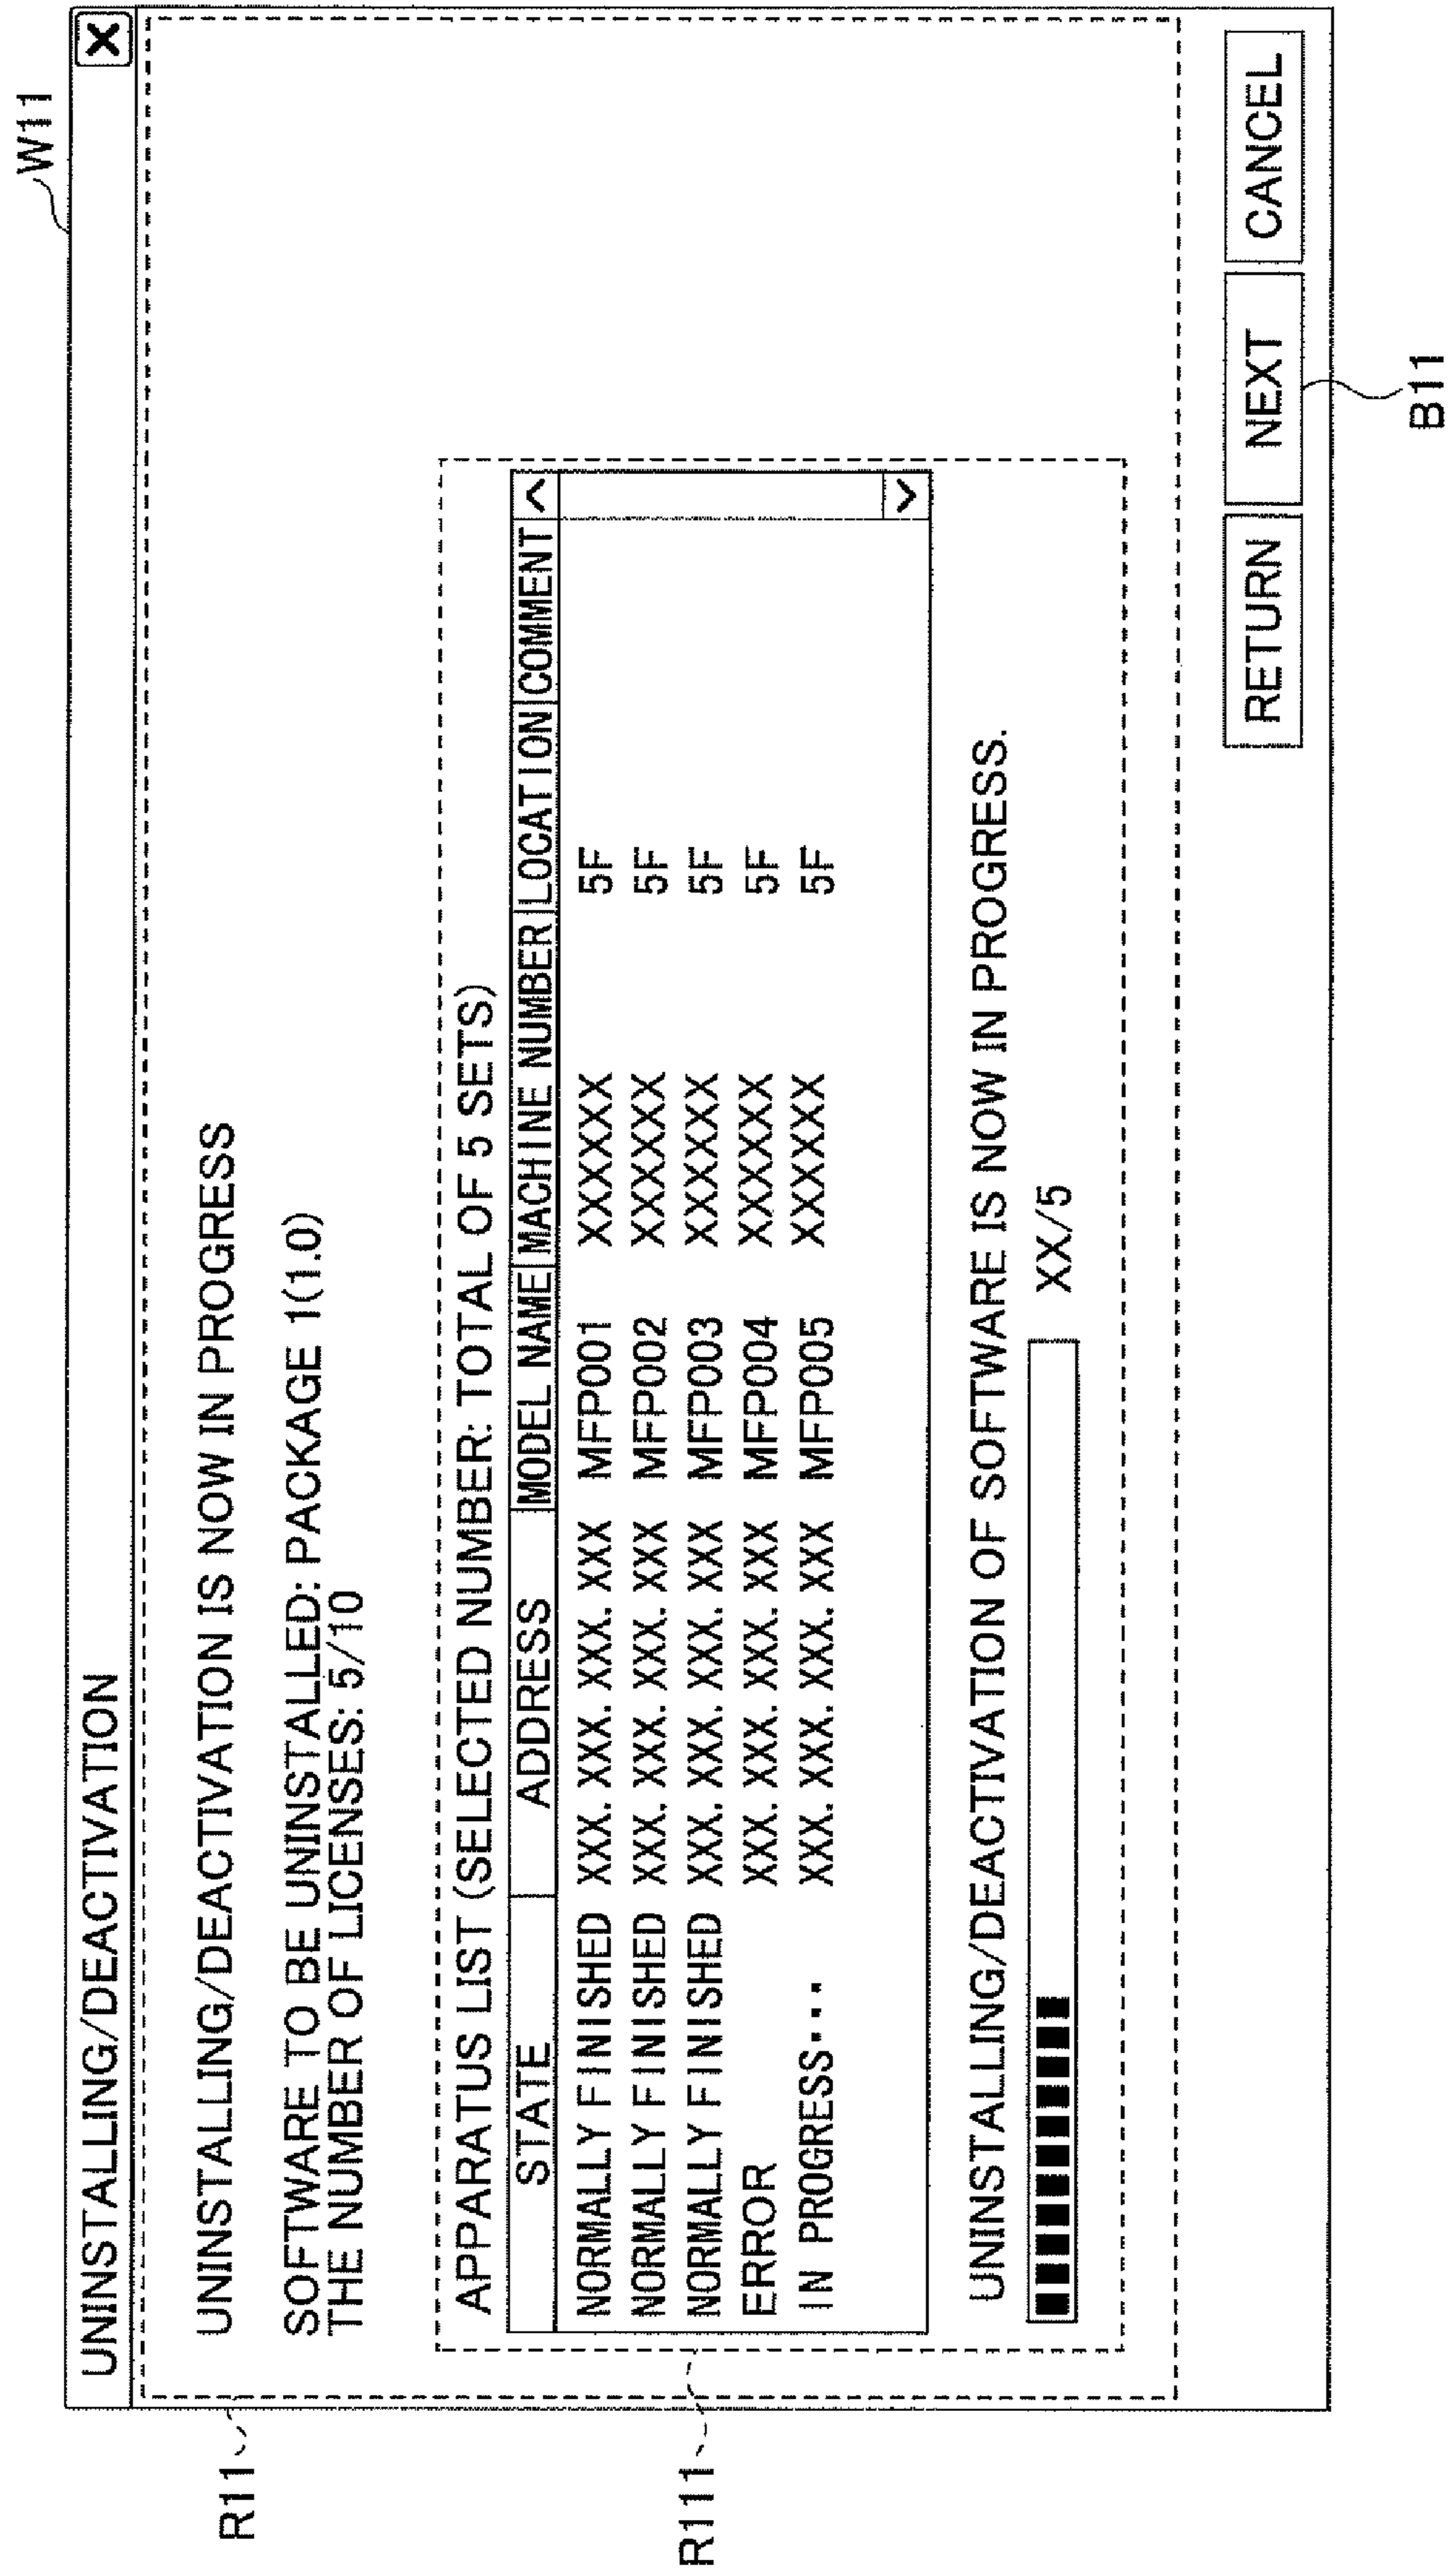 W11
UNINSTALLING/DEACTIVATION X
R11
UNINSTALLING/DEACTIVATION IS NOW IN PROGRESS
SOFTWARE TO BE UNINSTALLED: PACKAGE 1(1.0)
THE NUMBER OF LICENSES: 5/10
APPARATUS LIST (SELECTED NUMBER: TOTAL OF 5 SETS)
STATE ADDRESS MODEL NAME MACHINE NUMBER LOCATION COMMENT
NORMALLY FINISHED XXX. XXX. XXX. XXX MFP001 XXXXXX 5F
NORMALLY FINISHED XXX. XXX. XXX. XXX MFP002 XXXXXX 5F
R111
NORMALLY FINISHED XXX. XXX. XXX. XXX MFP003 XXXXXX 5F
ERROR XXX. XXX. XXX. XXX MFP004 XXXXXX 5F
IN PROGRESS··· XXX. XXX. XXX. XXX MFP005 XXXXXX 5F
UNINSTALLING/DEACTIVATION OF SOFTWARE IS NOW IN PROGRESS.
XX/5
RETURN NEXT CANCEL
B11